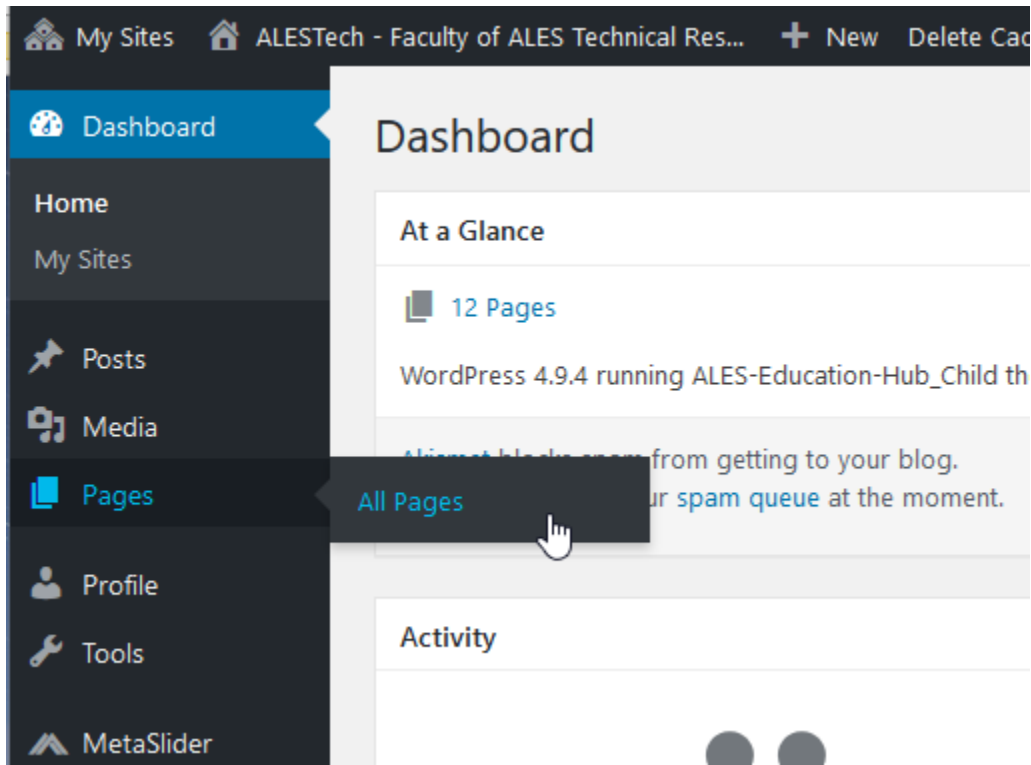 My Sites ALESTech - Faculty of ALES Technical Res... New Delete Cac
Dashboard
Home
My Sites
Posts
Media
Pages
All Pages
Profile
Tools
MetaSlider
Dashboard
At a Glance
12 Pages
WordPress 4.9.4 running ALES-Education-Hub_Child th
from getting to your blog.
ur spam queue at the moment.
Activity